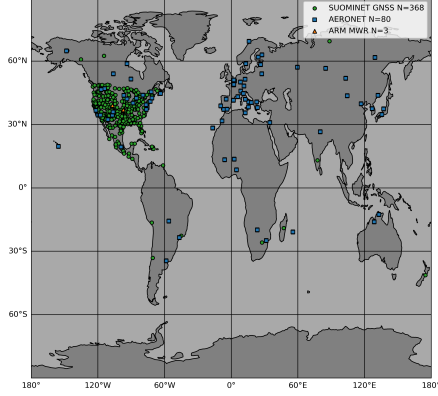 SUOMINET GNSS N=368
AERONET N=80
ARM MWR N=3
60°N
30°N
0°
30°S
60°S
180° 120°W 60°W 0° 60°E 120°E 180°